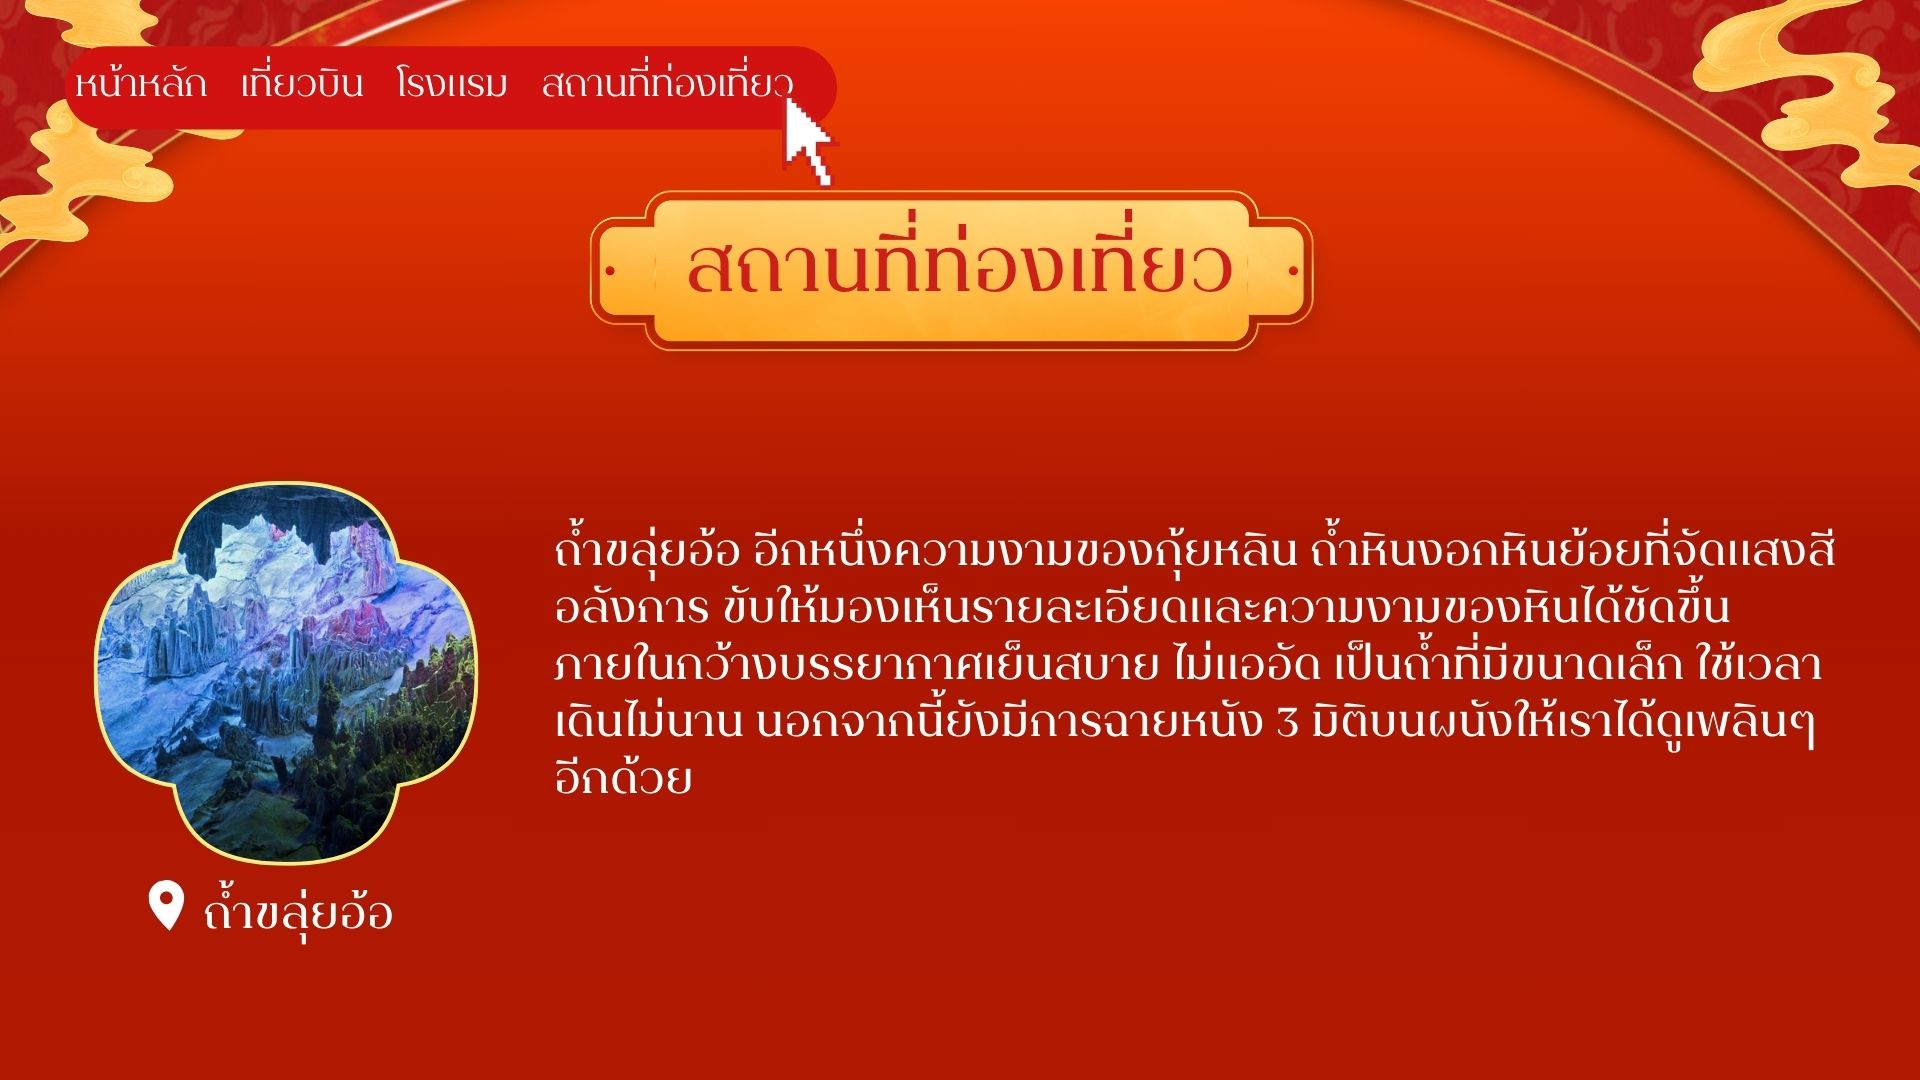 หน้าหลัก เที่ยวบิน โรงแรม สถานที่ท่องเที่ยว
สถานที่ท่องเที่ยว
ถ้ำขลุ่ยอ้อ อีกหนึ่งความงามของกุ้ยหลิน ถ้ำหินงอกหินย้อยที่จัดแสงสี
อลังการ ขับให้มองเห็นรายละเอียดและความงามของหินได้ชัดขึ้น
ภายในกว้างบรรยากาศเย็นสบาย ไม่แออัด เป็นถ้ำที่มีขนาดเล็ก ใช้เวลา
เดินไม่นาน นอกจากนี้ยังมีการฉายหนัง 3 มิติบนผนังให้เราได้ดูเพลินๆ
อีกด้วย
ถ้ำขลุ่ยอ้อ